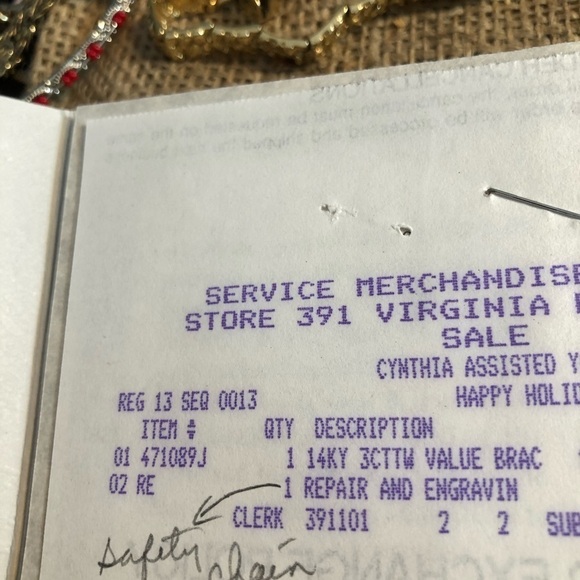 SERVICE MERCHANDISE
STORE 391 VIRGINIA
SALE
CYNTHIA ASSISTED Y
HAPPY HOLID
REG 13 SEQ 0013
ITEM # QTY DESCRIPTION
01 471089J 1 14KY 3CTTW VALUE BRAC
02 RE 1 REPAIR AND ENGRAVIN
CLERK 391101 2 2 SUB
safety
chain